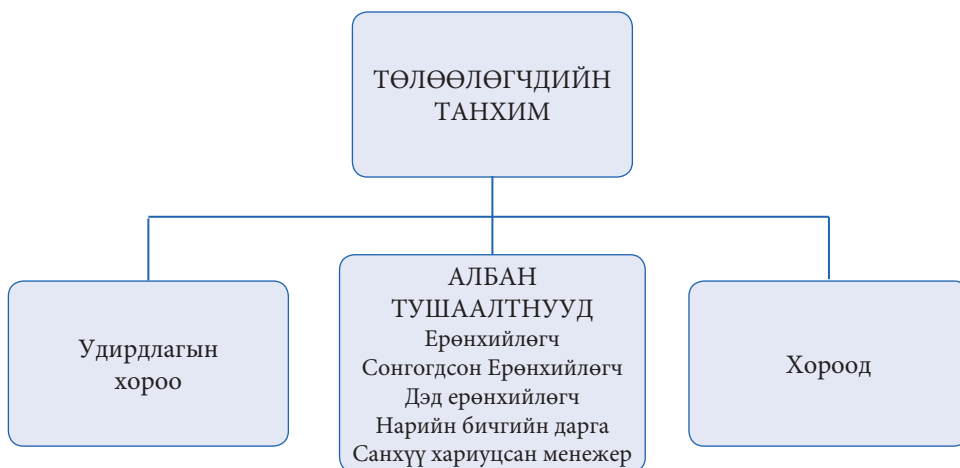 ТӨЛӨӨЛӨГЧДИЙН
ТАНХИМ
Удирдлагын
хороо
АЛБАН
ТУШААЛТНУУД
Ерөнхийлөгч
Сонгогдсон Ерөнхийлөгч
Дэд ерөнхийлөгч
Нарийн бичгийн дарга
Санхүү хариуцсан менежер
Хороод